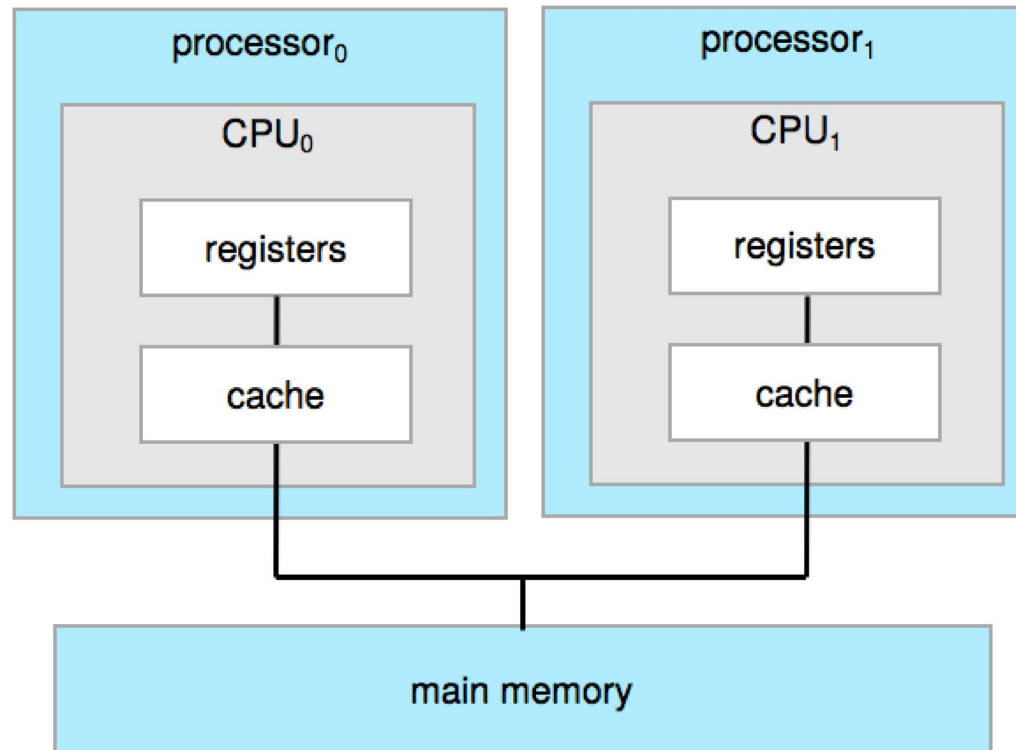 processor₀
CPU₀
registers
cache
processor₁
CPU₁
registers
cache
main memory